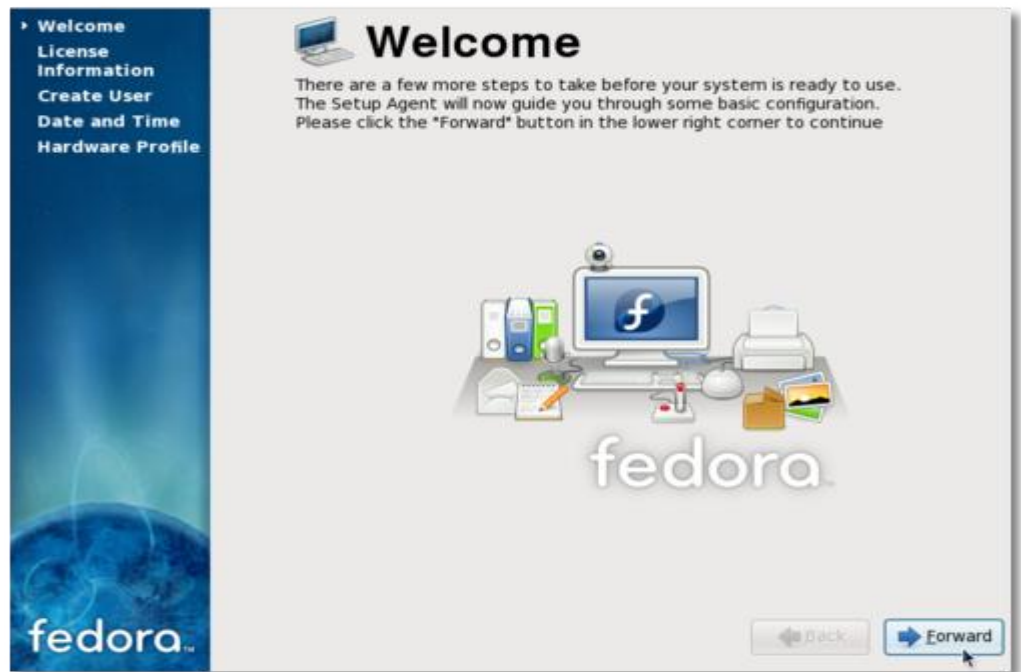 Welcome
License
Information
Create User
Date and Time
Hardware Profile
Welcome
There are a few more steps to take before your system is ready to use.
The Setup Agent will now guide you through some basic configuration.
Please click the "Forward" button in the lower right corner to continue
fedora
fedora
Back
Forward